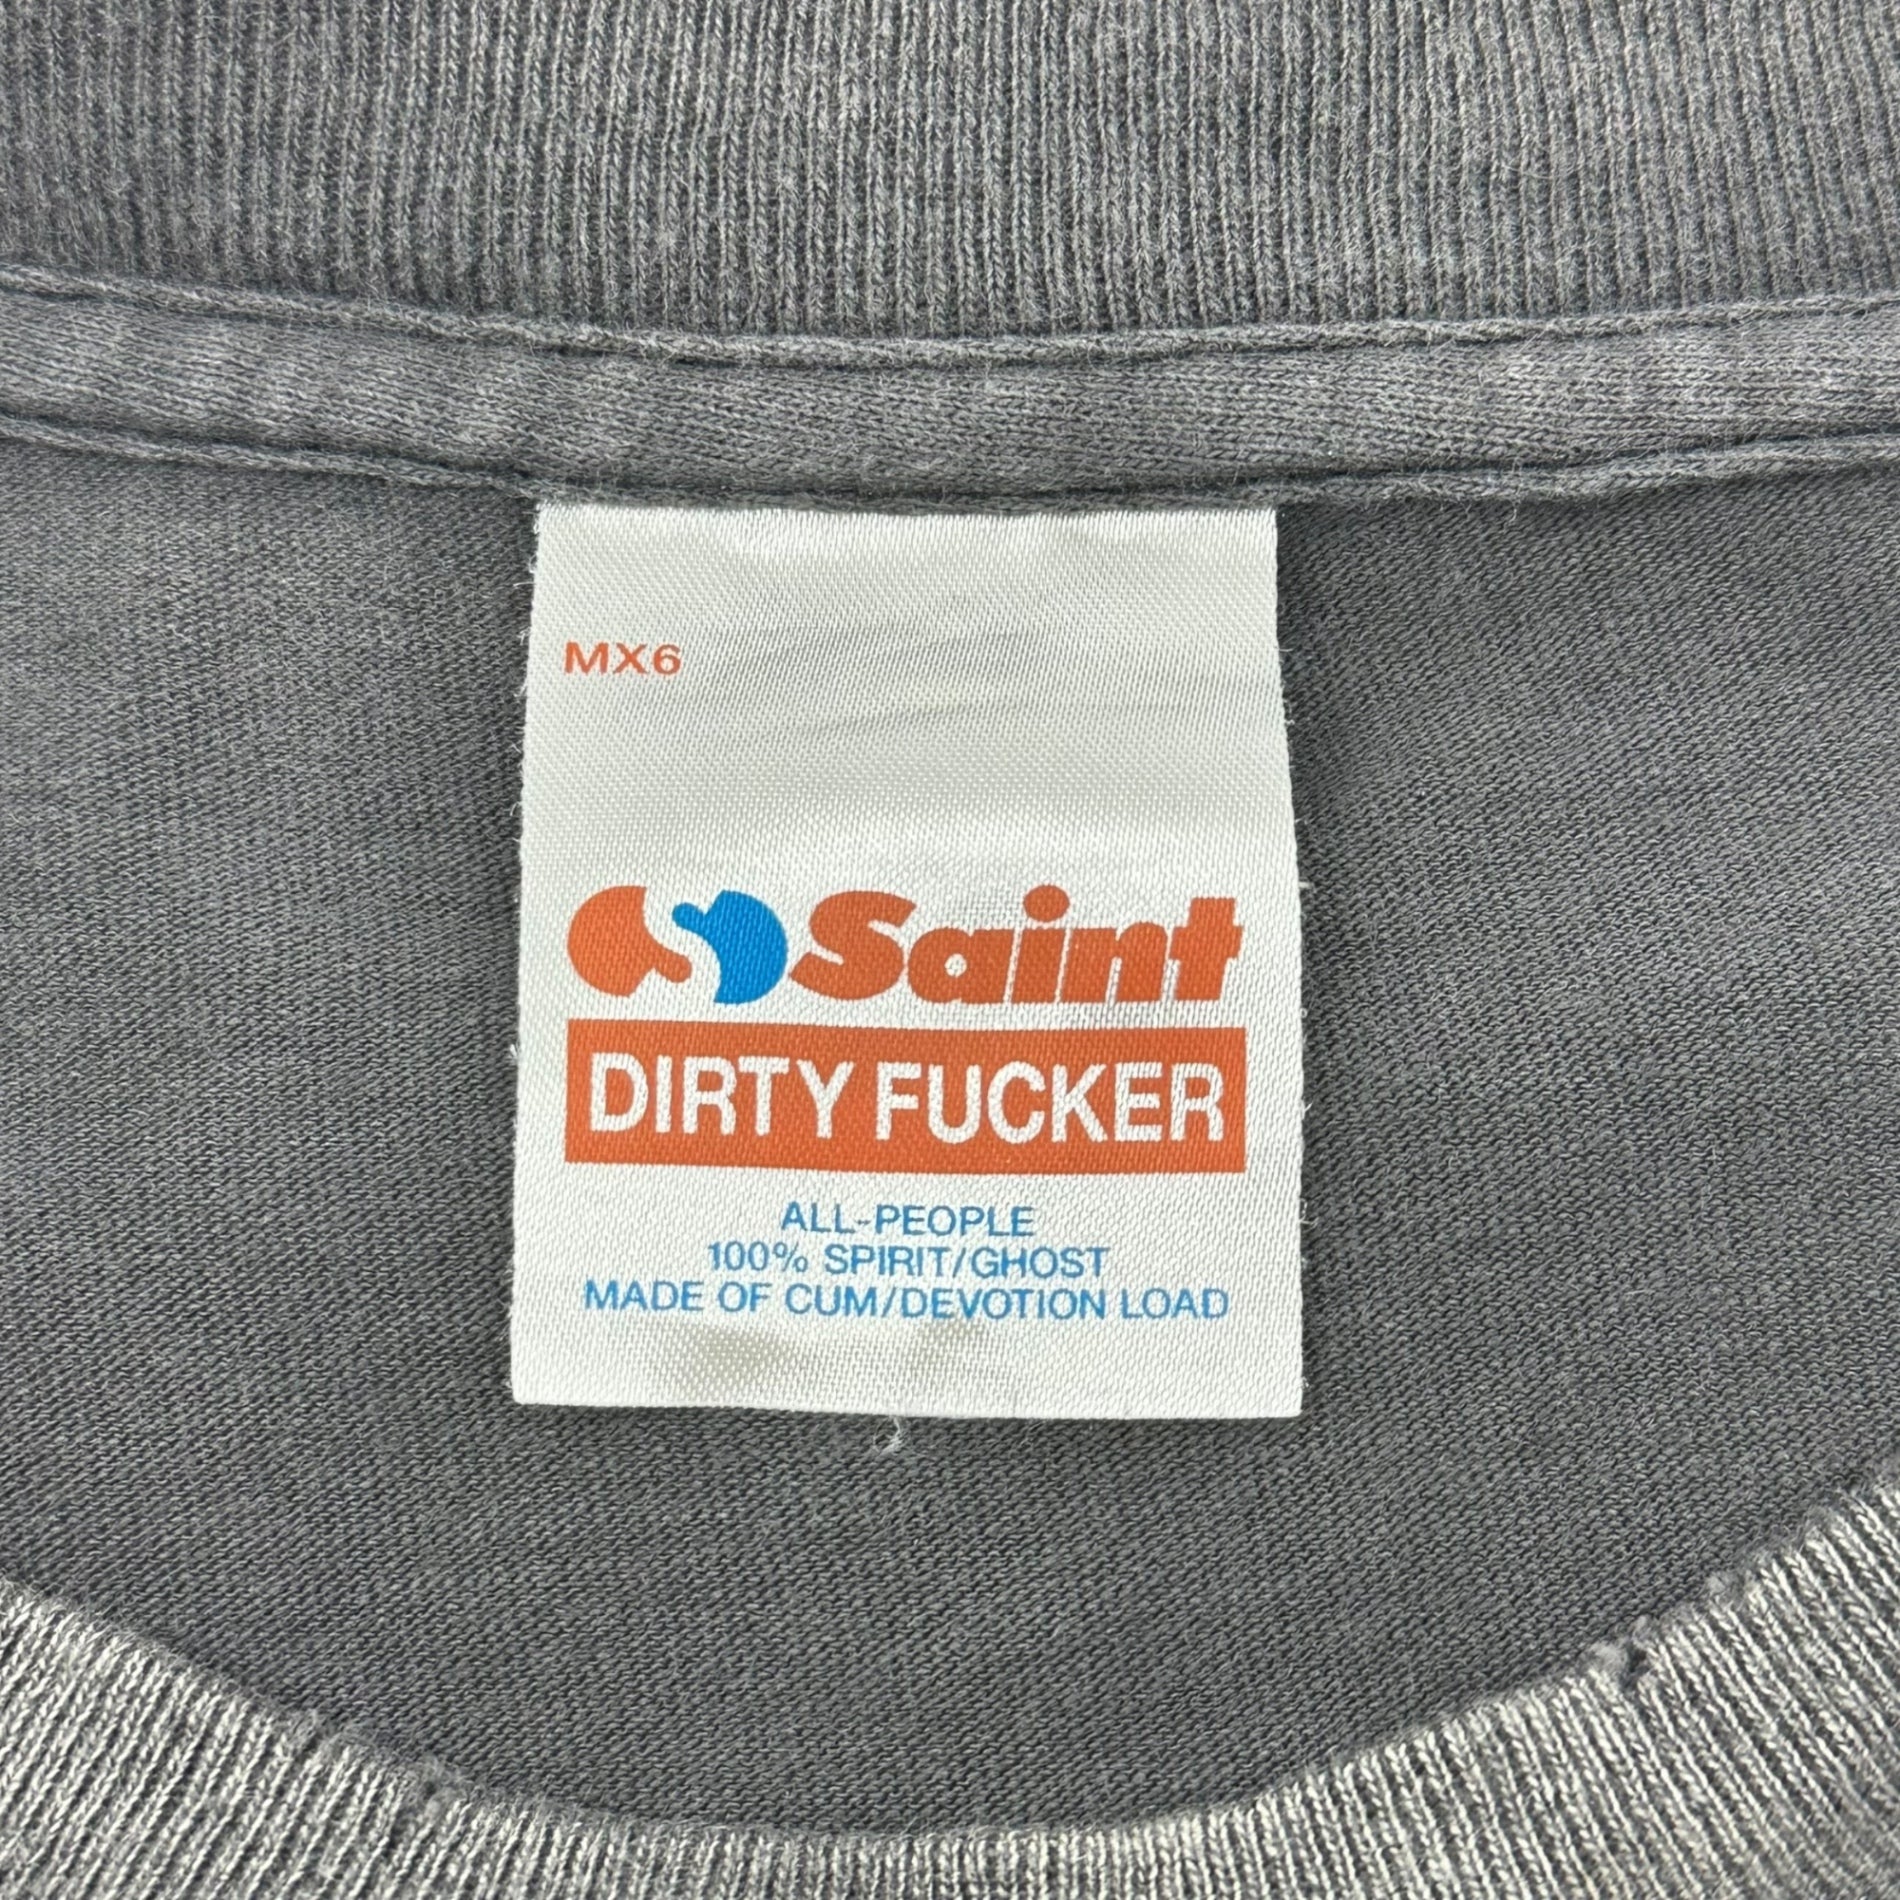 MX6
Saint
DIRTY FUCKER
ALL-PEOPLE
100% SPIRIT/GHOST
MADE OF CUM/DEVOTION LOAD